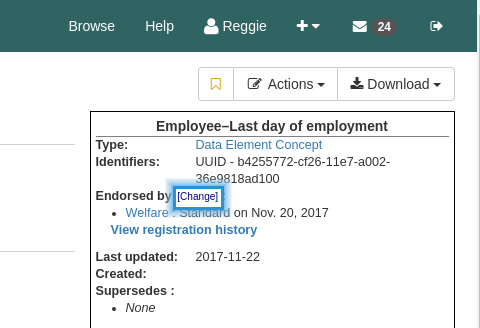 Browse Help Reggie 24
Actions Download
Employee–Last day of employment
Type: Data Element Concept
Identifiers: UUID - b4255772-cf26-11e7-a002-
36e9818ad100
Endorsed by [Change]
• Welfare : Standard on Nov. 20, 2017
View registration history
Last updated: 2017-11-22
Created:
Supersedes :
• None